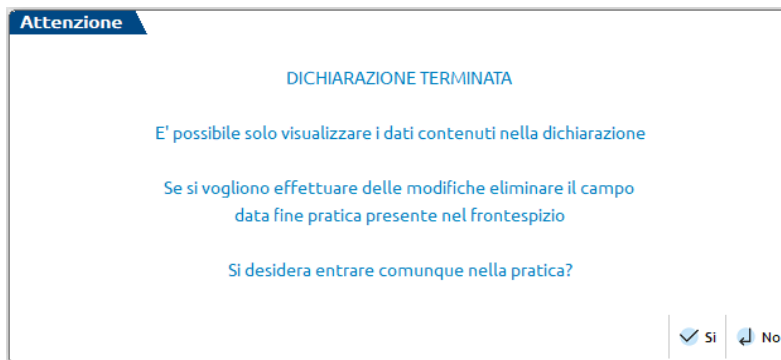 Attenzione
DICHIARAZIONE TERMINATA
E' possibile solo visualizzare i dati contenuti nella dichiarazione
Se si vogliono effettuare delle modifiche eliminare il campo
data fine pratica presente nel frontespizio
Si desidera entrare comunque nella pratica?
Si No